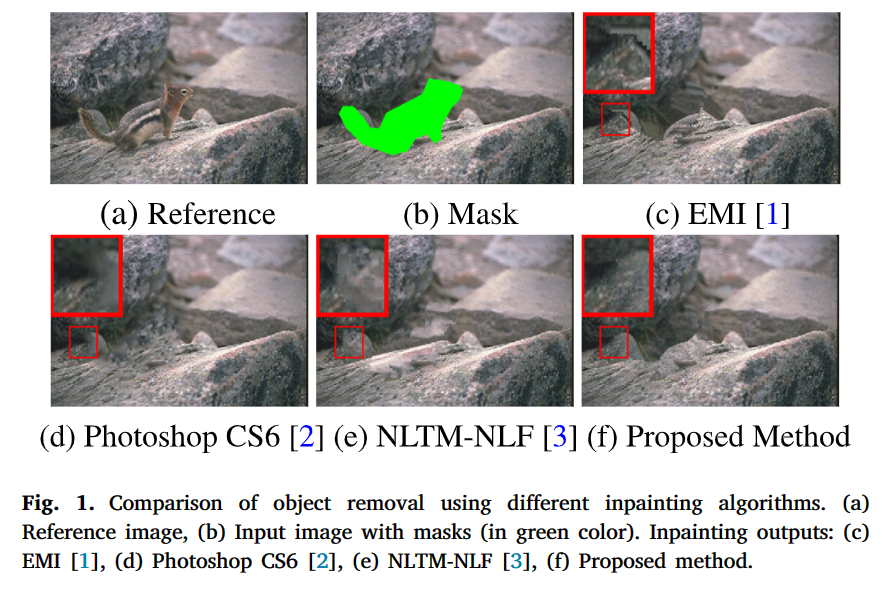 (a) Reference
(b) Mask
(c) EMI [1]
(d) Photoshop CS6 [2]
(e) NLTM-NLF [3]
(f) Proposed Method
Fig. 1. Comparison of object removal using different inpainting algorithms. (a)
Reference image, (b) Input image with masks (in green color). Inpainting outputs: (c)
EMI [1], (d) Photoshop CS6 [2], (e) NLTM-NLF [3], (f) Proposed method.